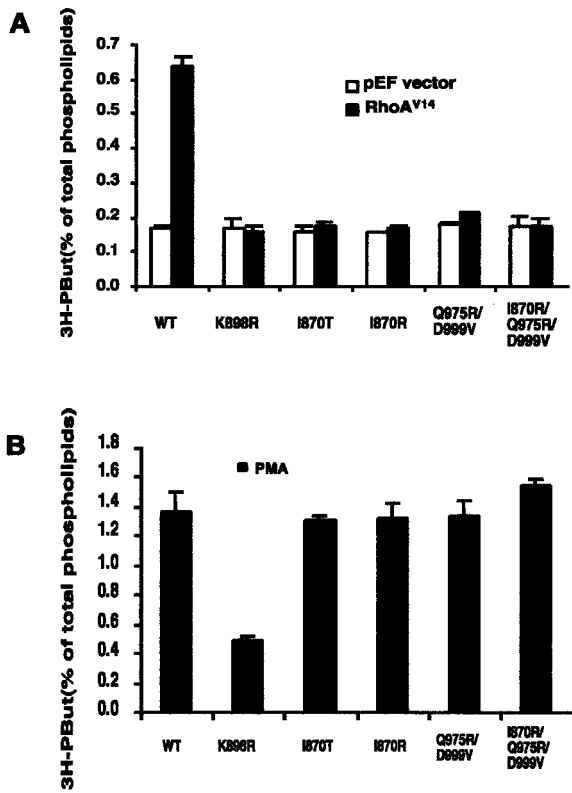 A
3H-PBut(% of total phospholipids)
0.7
0.6
0.5
0.4
0.3
0.2
0.1
0.0
pEF vector
RhoAV14
WT
K898R
I870T
I870R
Q975R/
D999V
I870R/
Q975R/
D999V
B
3H-PBut(% of total phospholipids)
1.8
1.6
1.4
1.2
1.0
0.8
0.6
0.4
0.2
0.0
PMA
WT
K898R
I870T
I870R
Q975R/
D999V
I870R/
Q975R/
D999V